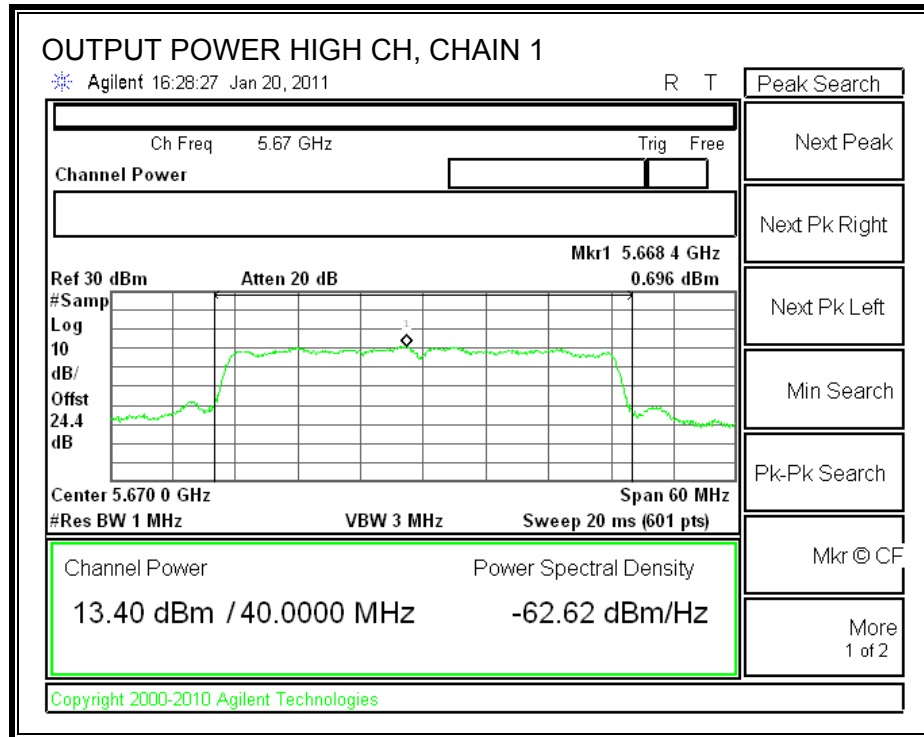 OUTPUT POWER HIGH CH, CHAIN 1
Agilent 16:28:27 Jan 20, 2011 R T
Peak Search
Ch Freq 5.67 GHz Trig Free
Channel Power
Mkr1 5.668 4 GHz
Ref 30 dBm Atten 20 dB 0.696 dBm
#Samp
Log
10
dB/
Offst
24.4
dB
1
Center 5.670 0 GHz Span 60 MHz
#Res BW 1 MHz VBW 3 MHz Sweep 20 ms (601 pts)
Channel Power Power Spectral Density
13.40 dBm / 40.0000 MHz -62.62 dBm/Hz
Copyright 2000-2010 Agilent Technologies
Next Peak
Next Pk Right
Next Pk Left
Min Search
Pk-Pk Search
Mkr © CF
More
1 of 2